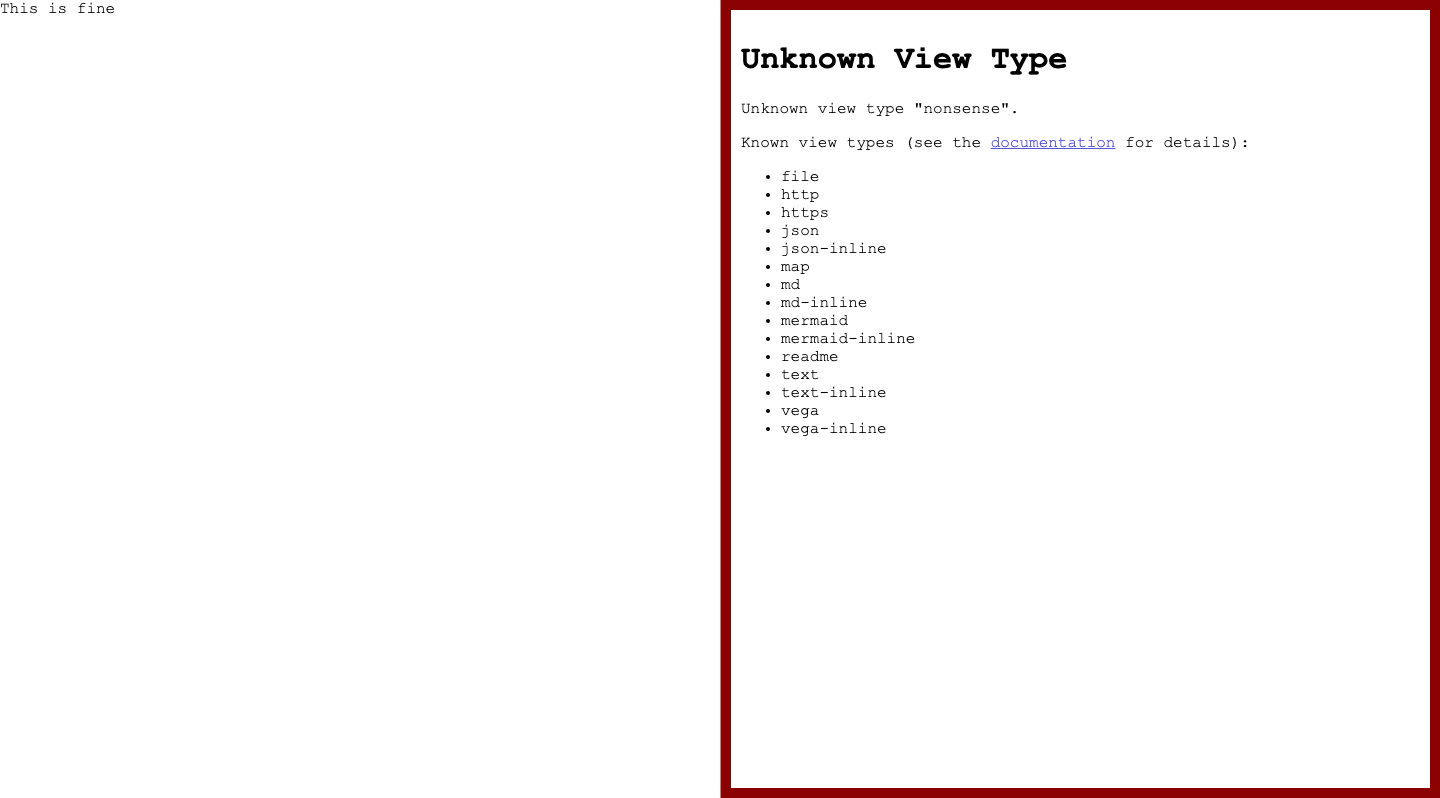 This is fine
Unknown View Type
Unknown view type "nonsense".
Known view types (see the documentation for details):
• file
• http
• https
• json
• json-inline
• map
• md
• md-inline
• mermaid
• mermaid-inline
• readme
• text
• text-inline
• vega
• vega-inline